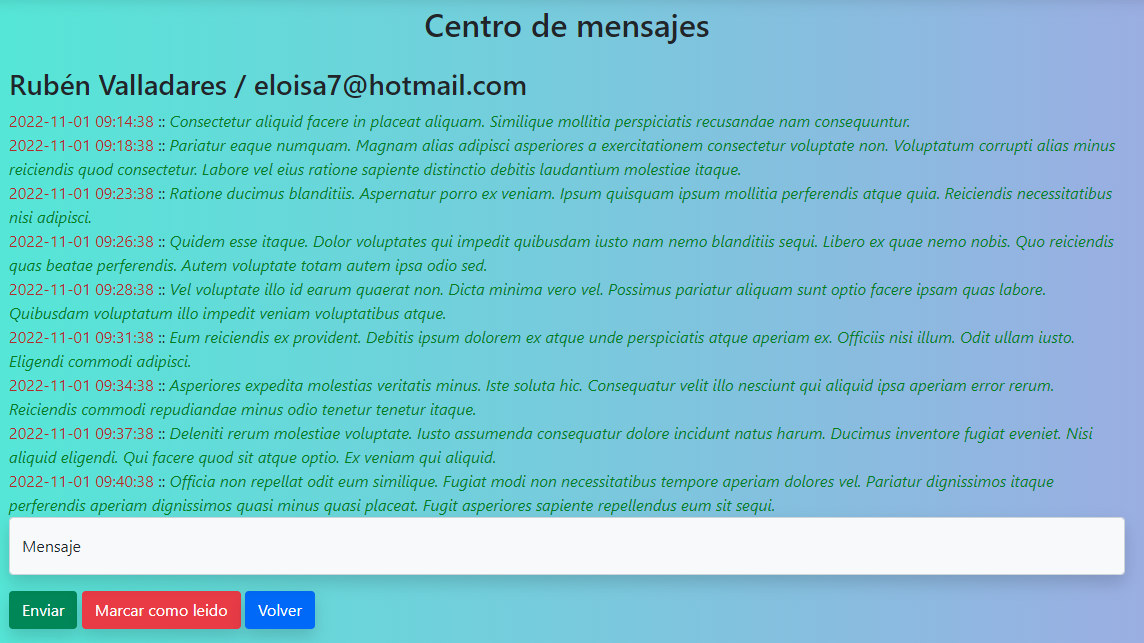 Centro de mensajes
Rubén Valladares / eloisa7@hotmail.com
2022-11-01 09:14:38 :: Consectetur aliquid facere in placeat aliquam. Similique mollitia perspiciatis recusandae nam consequuntur.
2022-11-01 09:18:38 :: Pariatur eaque numquam. Magnam alias adipisci asperiores a exercitationem consectetur voluptate non. Voluptatum corrupti alias minus
reiciendis quod consectetur. Labore vel eius ratione sapiente distinctio debitis laudantium molestiae itaque.
2022-11-01 09:23:38 :: Ratione ducimus blanditiis. Aspernatur porro ex veniam. Ipsum quisquam ipsum mollitia perferendis atque quia. Reiciendis necessitatibus
nisi adipisci.
2022-11-01 09:26:38 :: Quidem esse itaque. Dolor voluptates qui impedit quibusdam iusto nam nemo blanditiis sequi. Libero ex quae nemo nobis. Quo reiciendis
quas beatae perferendis. Autem voluptate totam autem ipsa odio sed.
2022-11-01 09:28:38 :: Vel voluptate illo id earum quaerat non. Dicta minima vero vel. Possimus pariatur aliquam sunt optio facere ipsam quas labore.
Quibusdam voluptatum illo impedit veniam voluptatibus atque.
2022-11-01 09:31:38 :: Eum reiciendis ex provident. Debitis ipsum dolorem ex atque unde perspiciatis atque aperiam ex. Officiis nisi illum. Odit ullam iusto.
Eligendi commodi adipisci.
2022-11-01 09:34:38 :: Asperiores expedita molestias veritatis minus. Iste soluta hic. Consequatur velit illo nesciunt qui aliquid ipsa aperiam error rerum.
Reiciendis commodi repudiandae minus odio tenetur tenetur itaque.
2022-11-01 09:37:38 :: Deleniti rerum molestiae voluptate. Iusto assumenda consequatur dolore incidunt natus harum. Ducimus inventore fugiat eveniet. Nisi
aliquid eligendi. Qui facere quod sit atque optio. Ex veniam qui aliquid.
2022-11-01 09:40:38 :: Officia non repellat odit eum similique. Fugiat modi non necessitatibus tempore aperiam dolores vel. Pariatur dignissimos itaque
perferendis aperiam dignissimos quasi minus quasi placeat. Fugit asperiores sapiente repellendus eum sit sequi.
Mensaje
Enviar Marcar como leido Volver